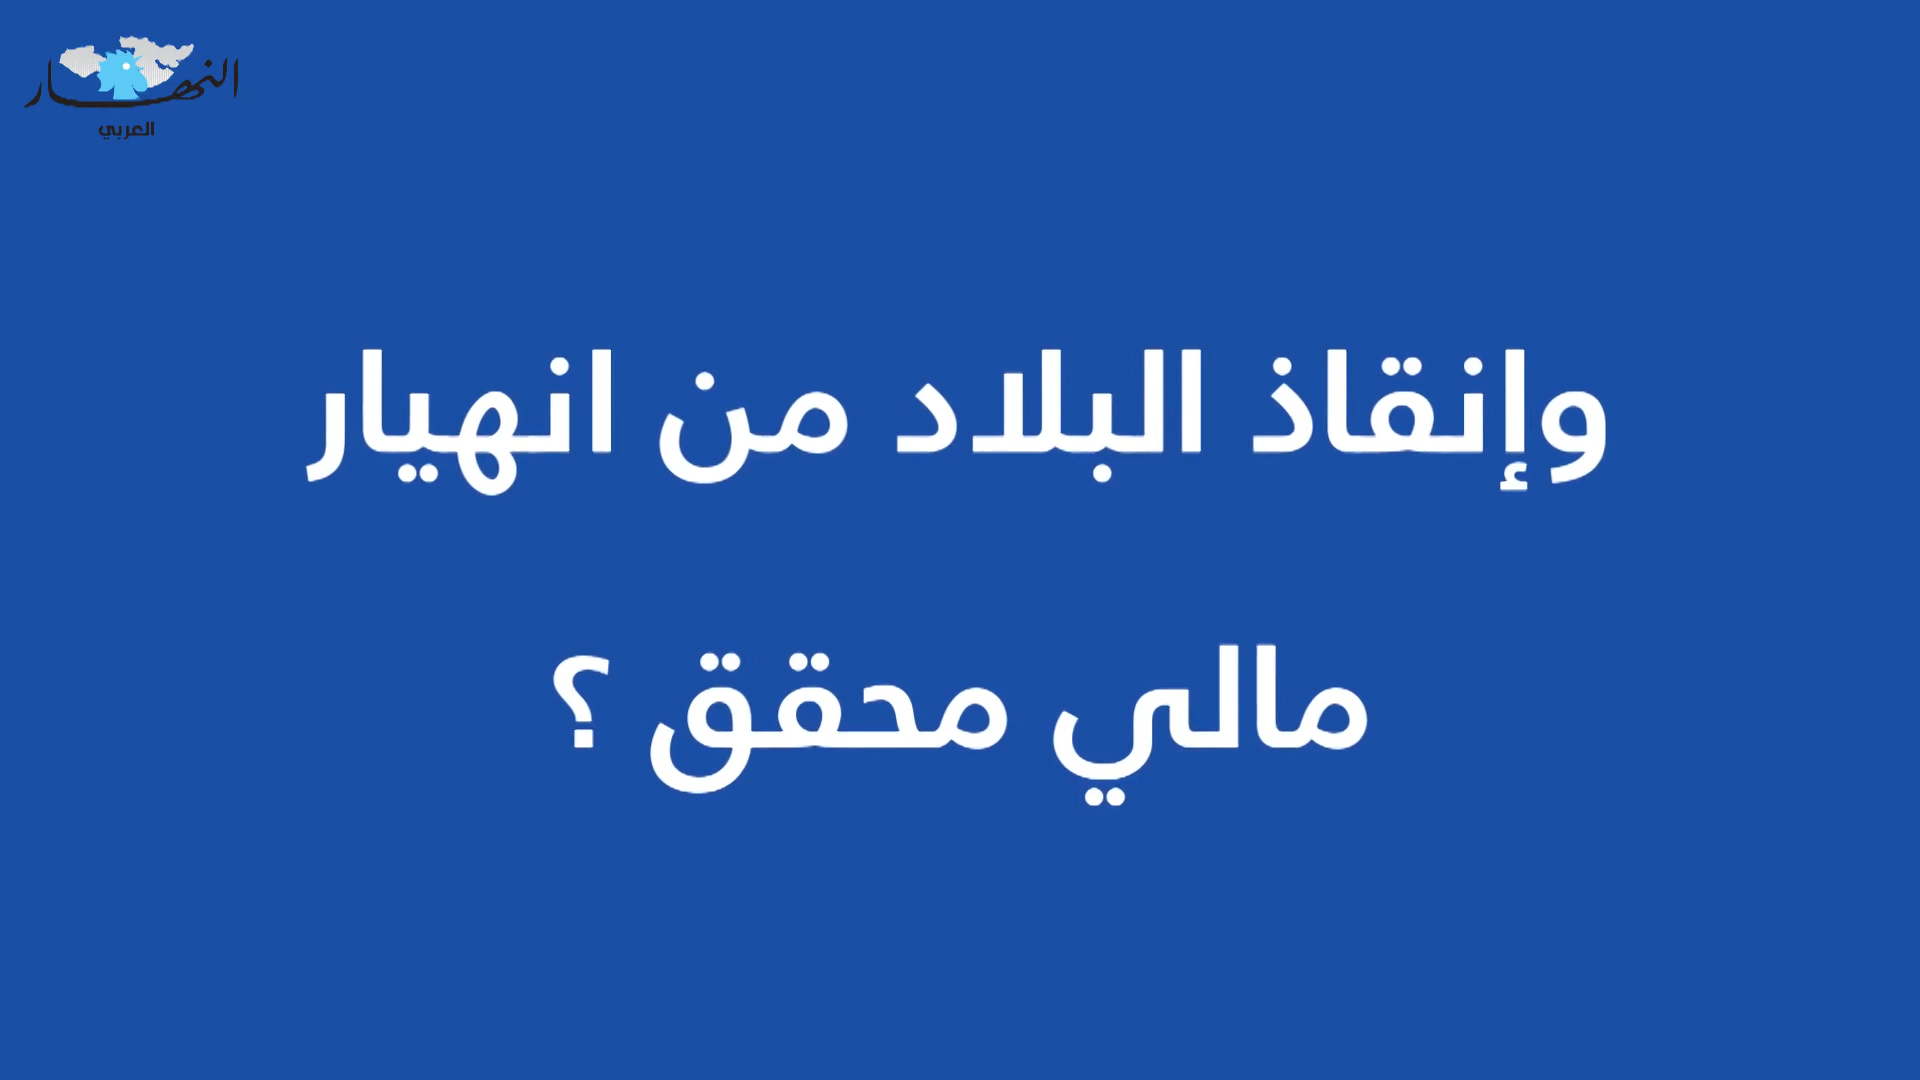 النهار
العربي
وإنقاذ البلاد من انهيار
مالي محقق ؟